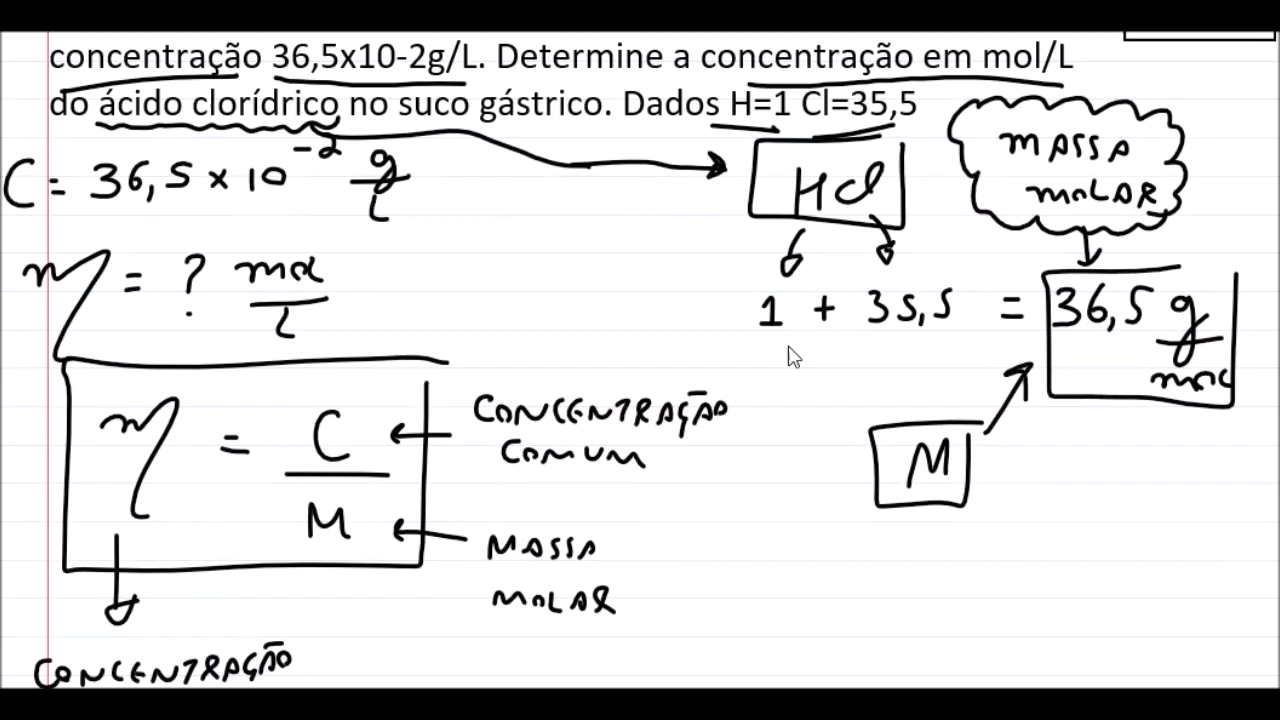 concentração 36,5x10-2g/L. Determine a concentração em mol/L
do ácido clorídrico no suco gástrico. Dados H=1 Cl=35,5
C = 36,5 x 10⁻² g/L
HCl
MASSA
MOLAR
η = ? mol/L
1 + 35,5 = 36,5 g/mol
η = C/M
CONCENTRAÇÃO
COMUM
M
MASSA
MOLAR
CONCENTRAÇÃO